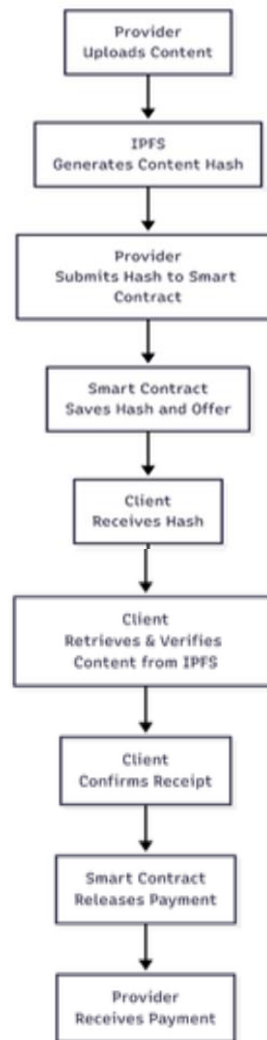 Provider
Uploads Content
IPFS
Generates Content Hash
Provider
Submits Hash to Smart
Contract
Smart Contract
Saves Hash and Offer
Client
Receives Hash
Client
Retrieves & Verifies
Content from IPFS
Client
Confirms Receipt
Smart Contract
Releases Payment
Provider
Receives Payment